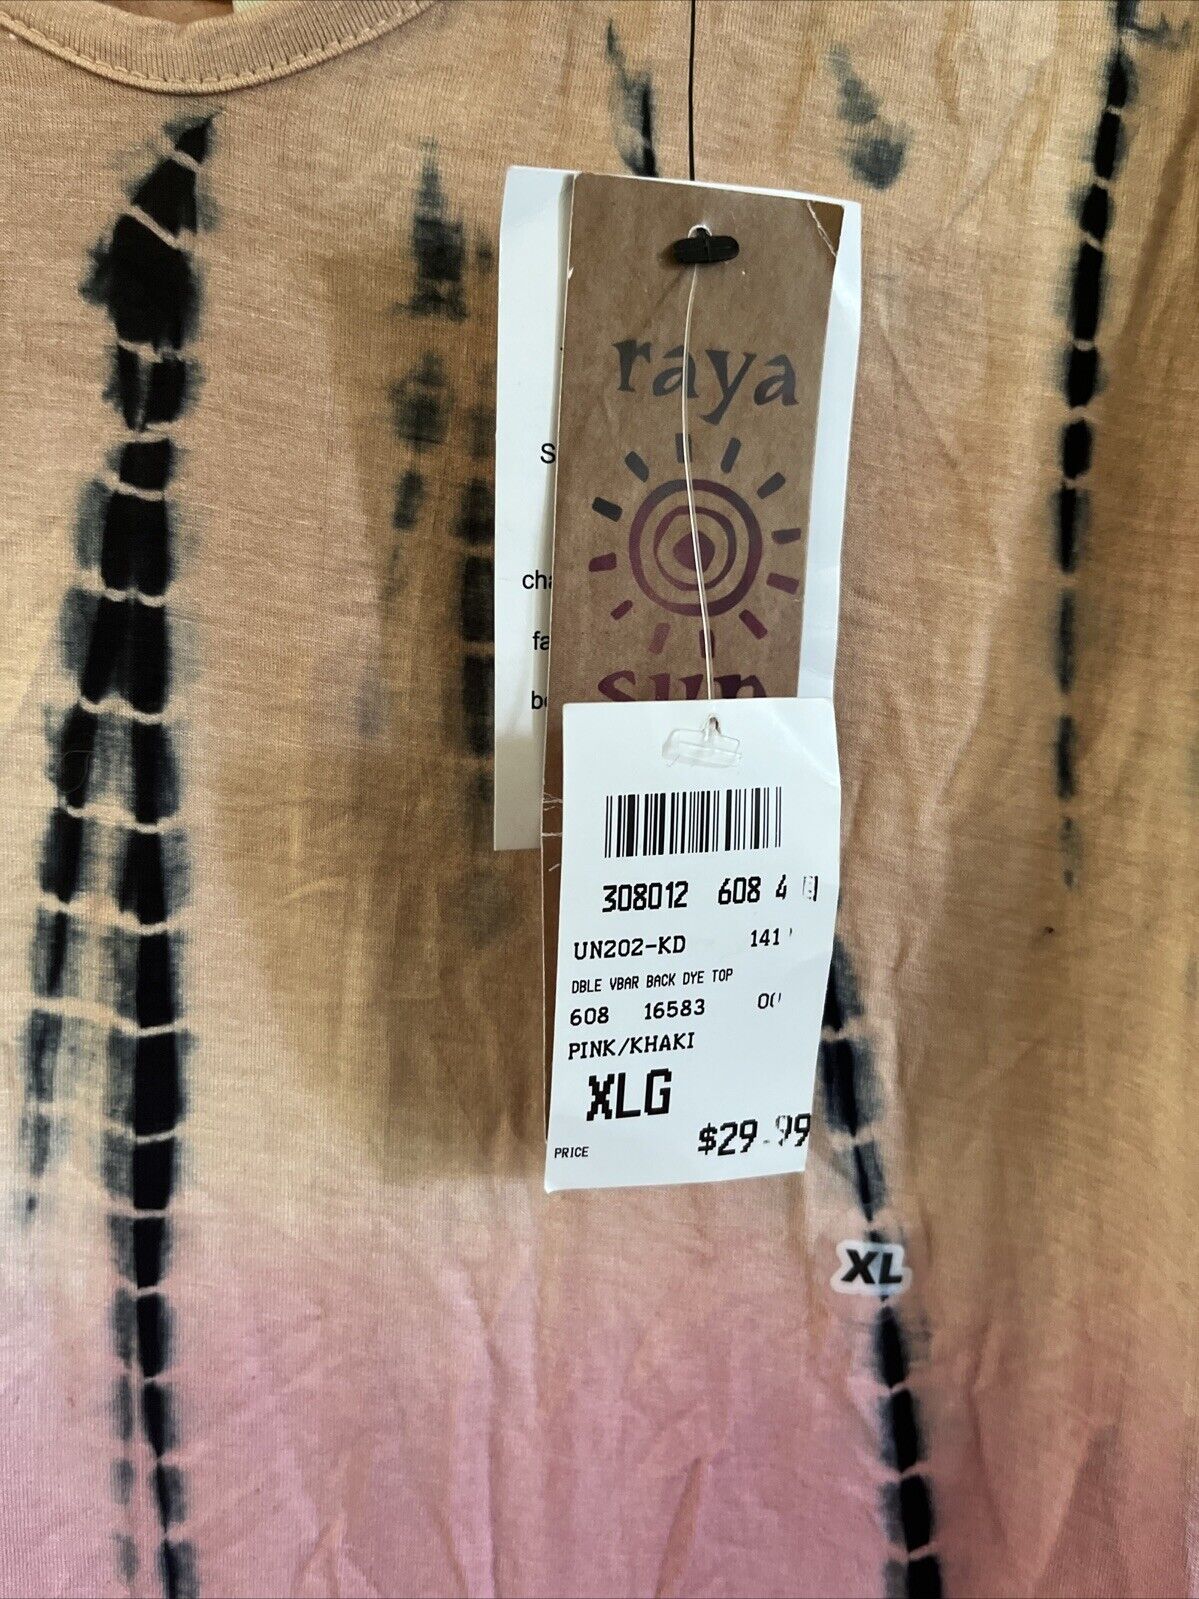 raya
sun
308012 608 4
UN202-KD 141
DBLE VBAR BACK DYE TOP
608 16583
PINK/KHAKI
XLG
PRICE $29.99
XL